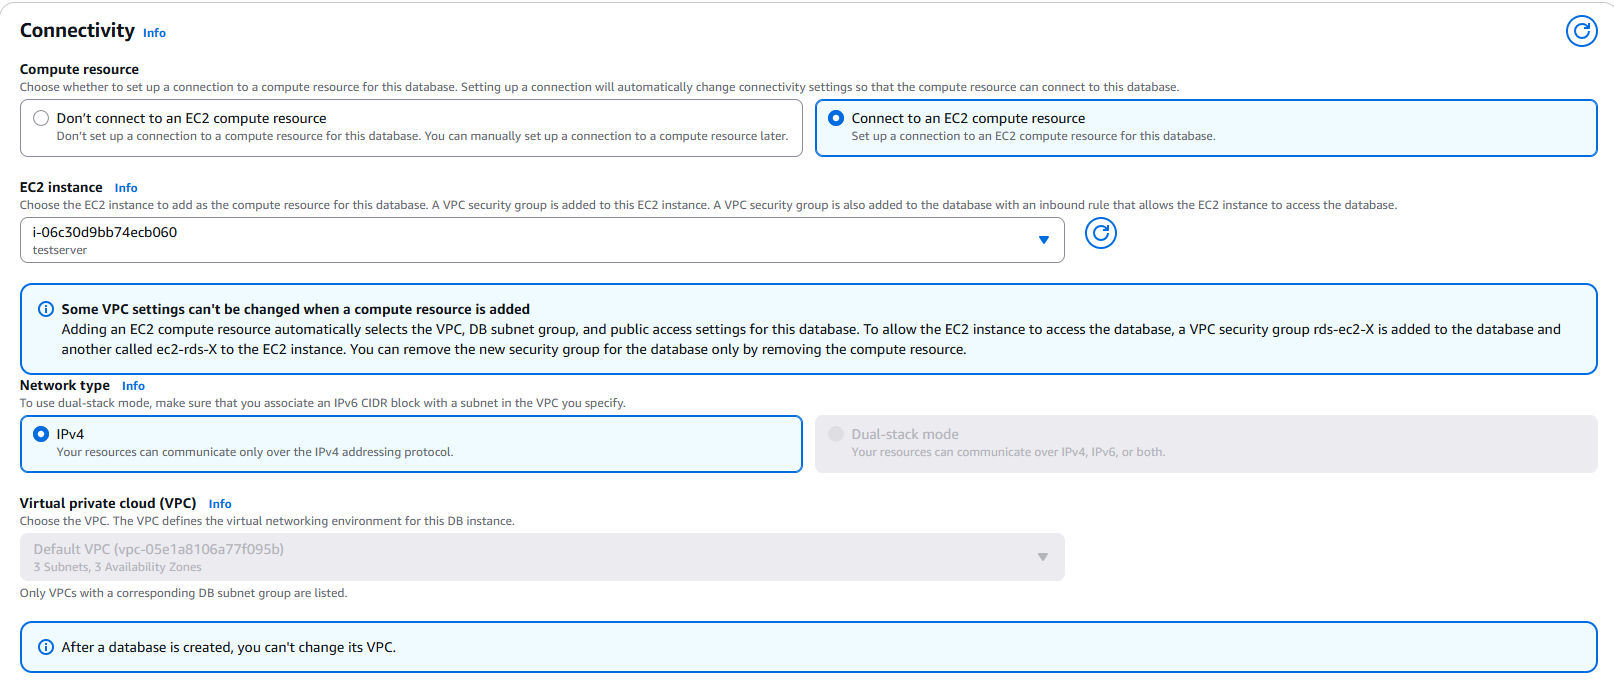 Connectivity Info
Compute resource
Choose whether to set up a connection to a compute resource for this database. Setting up a connection will automatically change connectivity settings so that the compute resource can connect to this database.
Don't connect to an EC2 compute resource
Don't set up a connection to a compute resource for this database. You can manually set up a connection to a compute resource later.
Connect to an EC2 compute resource
Set up a connection to an EC2 compute resource for this database.
EC2 instance Info
Choose the EC2 instance to add as the compute resource for this database. A VPC security group is added to this EC2 instance. A VPC security group is also added to the database with an inbound rule that allows the EC2 instance to access the database.
i-06c30d9bb74ecb060
testserver
Some VPC settings can't be changed when a compute resource is added
Adding an EC2 compute resource automatically selects the VPC, DB subnet group, and public access settings for this database. To allow the EC2 instance to access the database, a VPC security group rds-ec2-X is added to the database and
another called ec2-rds-X to the EC2 instance. You can remove the new security group for the database only by removing the compute resource.
Network type Info
To use dual-stack mode, make sure that you associate an IPv6 CIDR block with a subnet in the VPC you specify.
IPv4
Your resources can communicate only over the IPv4 addressing protocol.
Dual-stack mode
Your resources can communicate over IPv4, IPv6, or both.
Virtual private cloud (VPC) Info
Choose the VPC. The VPC defines the virtual networking environment for this DB instance.
Default VPC (vpc-05e1a8106a77f095b)
3 Subnets, 3 Availability Zones
Only VPCs with a corresponding DB subnet group are listed.
After a database is created, you can't change its VPC.